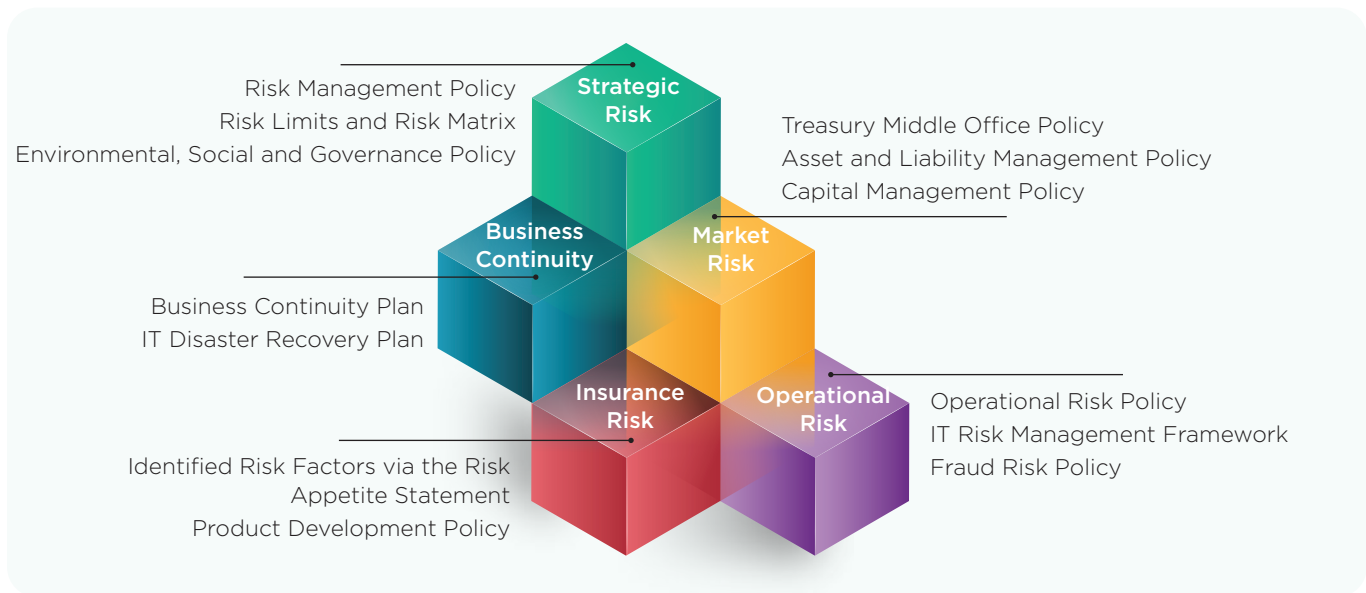 Strategic
Risk
Risk Management Policy
Risk Limits and Risk Matrix
Environmental, Social and Governance Policy
Treasury Middle Office Policy
Asset and Liability Management Policy
Capital Management Policy
Market
Risk
Business
Continuity
Business Continuity Plan
IT Disaster Recovery Plan
Insurance
Risk
Identified Risk Factors via the Risk
Appetite Statement
Product Development Policy
Operational
Risk
Operational Risk Policy
IT Risk Management Framework
Fraud Risk Policy